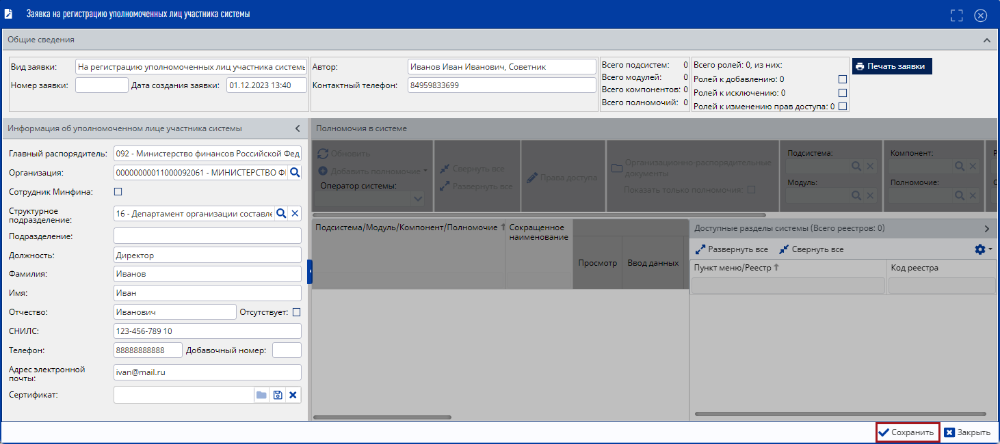 Заявка на регистрацию уполномоченных лиц участника системы
Общие сведения
Вид заявки: На регистрацию уполномоченных лиц участника системь
Номер заявки: Дата создания заявки: 01.12.2023 13:40
Автор: Иванов Иван Иванович, Советник
Контактный телефон: 84959833699
Всего подсистем: 0
Всего модулей: 0
Всего компонентов: 0
Всего полномочий: 0
Всего ролей: 0, из них:
Ролей к добавлению: 0
Ролей к исключению: 0
Ролей к изменению прав доступа: 0
Печать заявки
Информация об уполномоченном лице участника системы
Главный распорядитель: 092 - Министерство финансов Российской Фед
Организация: 00000000011000092061 - МИНИСТЕРСТВО Ф
Сотрудник Минфина:
Структурное
подразделение: 16 - Департамент организации составле
Подразделение:
Должность: Директор
Фамилия: Иванов
Имя: Иван
Отчество: Иванович Отсутствует:
СНИЛС: 123-456-789 10
Телефон: 88888888888 Добавочный номер:
Адрес электронной
почты: ivan@mail.ru
Сертификат:
Полномочия в системе
Обновить
Добавить полномочие
Оператор системы:
Свернуть все
Развернуть все
Права доступа
Организационно-распорядительные
документы
Показать только полномочия:
Подсистема:
Модуль:
Компонент:
Полномочие:
Подсистема/Модуль/Компонент/Полномочие
Сокращенное
наименование
Просмотр
Ввод данных
Доступные разделы системы (Всего реестров: 0)
Развернуть все Свернуть все
Пункт меню/Реестр Код реестра
Сохранить Закрыть